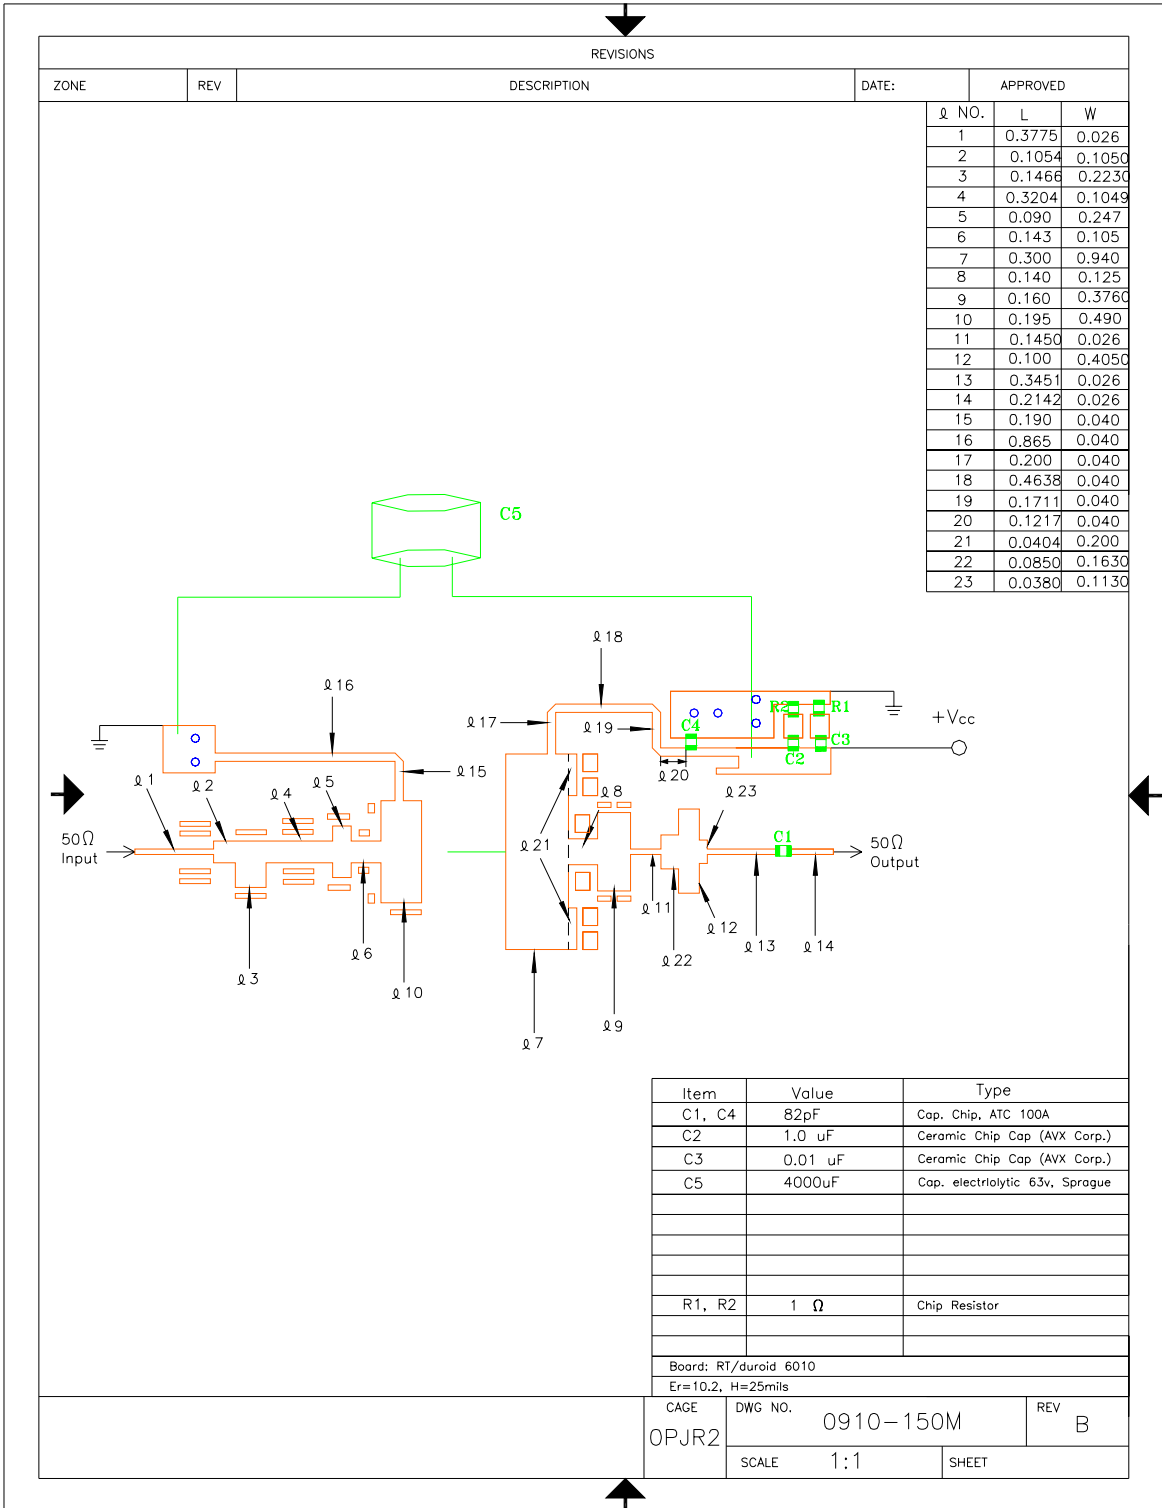 REVISIONS
ZONE REV DESCRIPTION DATE: APPROVED
ℓ NO. L W
1 0.3775 0.026
2 0.1054 0.1050
3 0.1466 0.2230
4 0.3204 0.1049
5 0.090 0.247
6 0.143 0.105
7 0.300 0.940
8 0.140 0.125
9 0.160 0.3760
10 0.195 0.490
11 0.1450 0.026
12 0.100 0.4050
13 0.3451 0.026
14 0.2142 0.026
15 0.190 0.040
16 0.865 0.040
17 0.200 0.040
18 0.4638 0.040
19 0.1711 0.040
20 0.1217 0.040
21 0.0404 0.200
22 0.0850 0.1630
23 0.0380 0.1130
C5
ℓ18
ℓ16
ℓ17
ℓ19
C4
R2
R1
+Vcc
C2
C3
ℓ15
ℓ20
ℓ1
ℓ2
ℓ4
ℓ5
ℓ8
ℓ23
50Ω
Input
ℓ21
C1
50Ω
Output
ℓ11
ℓ12
ℓ13
ℓ14
ℓ3
ℓ6
ℓ22
ℓ10
ℓ9
ℓ7
Item Value Type
C1, C4 82pF Cap. Chip, ATC 100A
C2 1.0 uF Ceramic Chip Cap (AVX Corp.)
C3 0.01 uF Ceramic Chip Cap (AVX Corp.)
C5 4000uF Cap. electrlolytic 63v, Sprague
R1, R2 1 Ω Chip Resistor
Board: RT/duroid 6010
Er=10.2, H=25mils
CAGE
0PJR2
DWG NO. 0910-150M
REV B
SCALE 1:1
SHEET